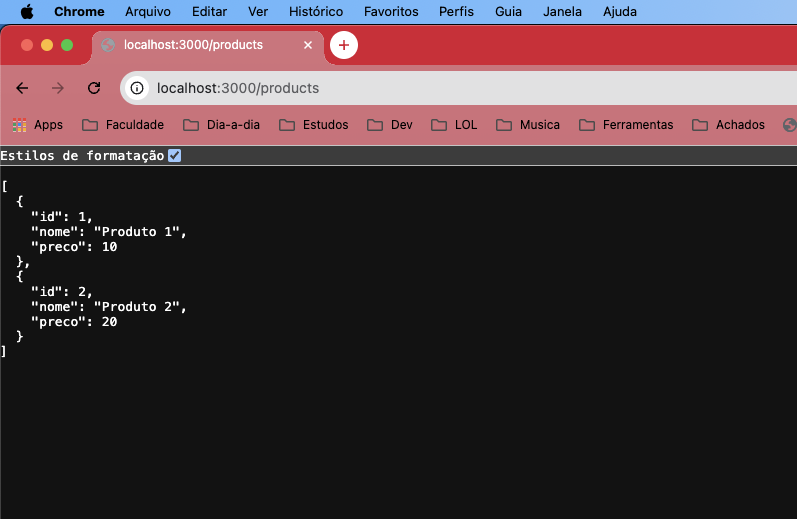 Chrome Arquivo Editar Ver Histórico Favoritos Perfis Guia Janela Ajuda
localhost:3000/products
localhost:3000/products
Apps Faculdade Dia-a-dia Estudos Dev LOL Musica Ferramentas Achados
Estilos de formatação
[
  {
    "id": 1,
    "nome": "Produto 1",
    "preco": 10
  },
  {
    "id": 2,
    "nome": "Produto 2",
    "preco": 20
  }
]